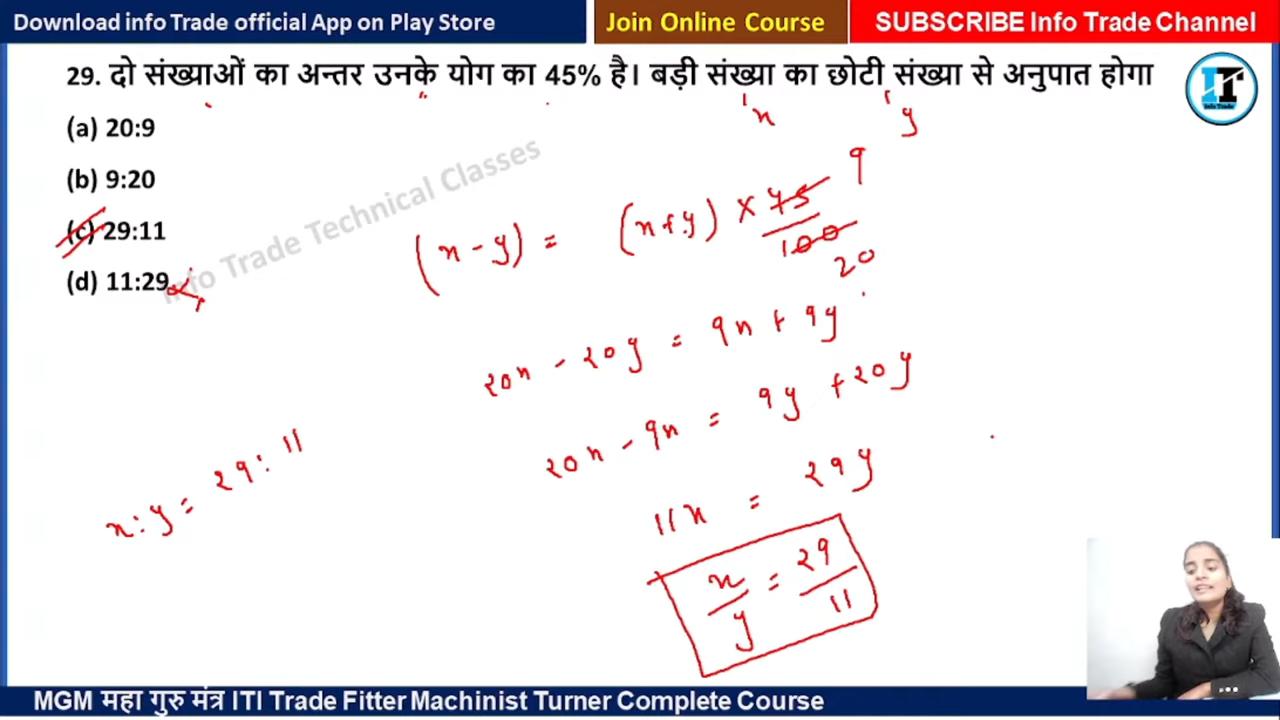 Download info Trade official App on Play Store
Join Online Course
SUBSCRIBE Info Trade Channel
29. दो संख्याओं का अन्तर उनके योग का 45% है। बड़ी संख्या का छोटी संख्या से अनुपात होगा
IT
Info Trade
x y
(a) 20:9
(b) 9:20
(c) 29:11
(d) 11:29
Info Trade Technical Classes
(x - y) = (x + y) × 45/100
9
20
20x - 20y = 9x + 9y
20x - 9x = 9y + 20y
11x = 29y
x/y = 29/11
x:y = 29:11
MGM महा गुरु मंत्र ITI Trade Fitter Machinist Turner Complete Course